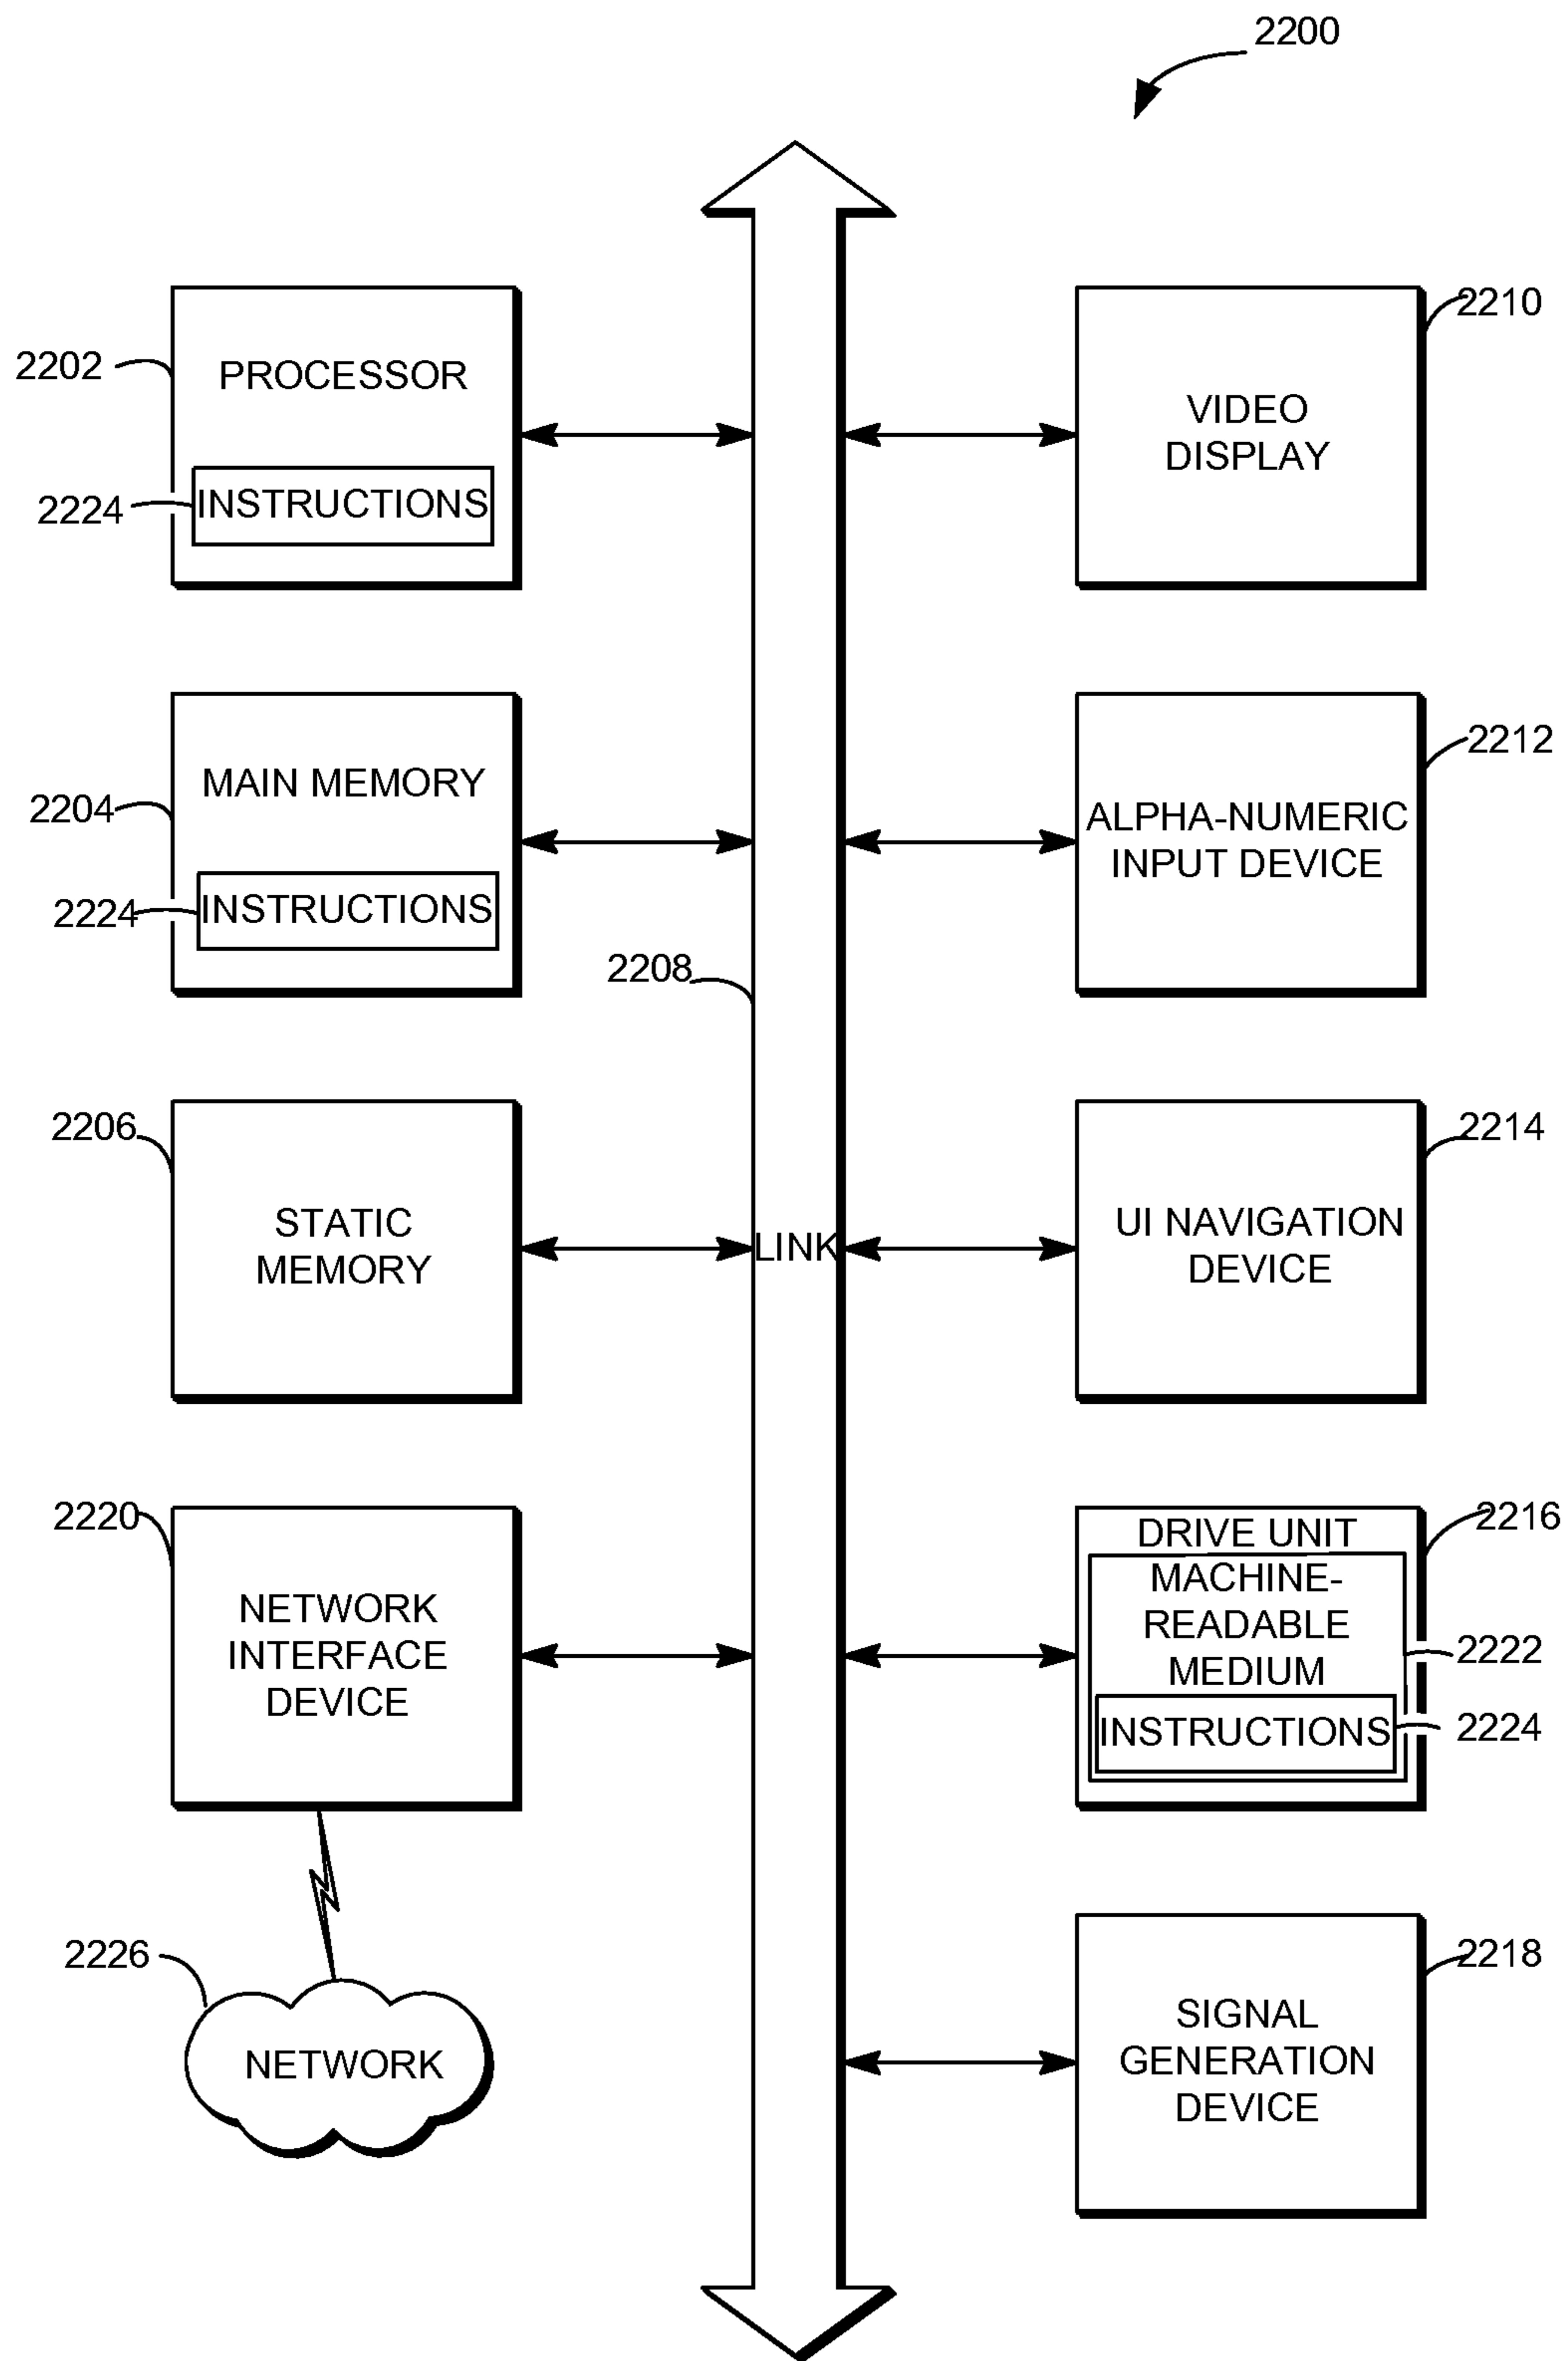 2200
2202
PROCESSOR
2224
INSTRUCTIONS
2210
VIDEO
DISPLAY
2204
MAIN MEMORY
2224
INSTRUCTIONS
2208
2212
ALPHA-NUMERIC
INPUT DEVICE
2206
STATIC
MEMORY
LINK
2214
UI NAVIGATION
DEVICE
2220
NETWORK
INTERFACE
DEVICE
2216
DRIVE UNIT
MACHINE-
READABLE
MEDIUM
2222
INSTRUCTIONS
2224
2226
NETWORK
2218
SIGNAL
GENERATION
DEVICE